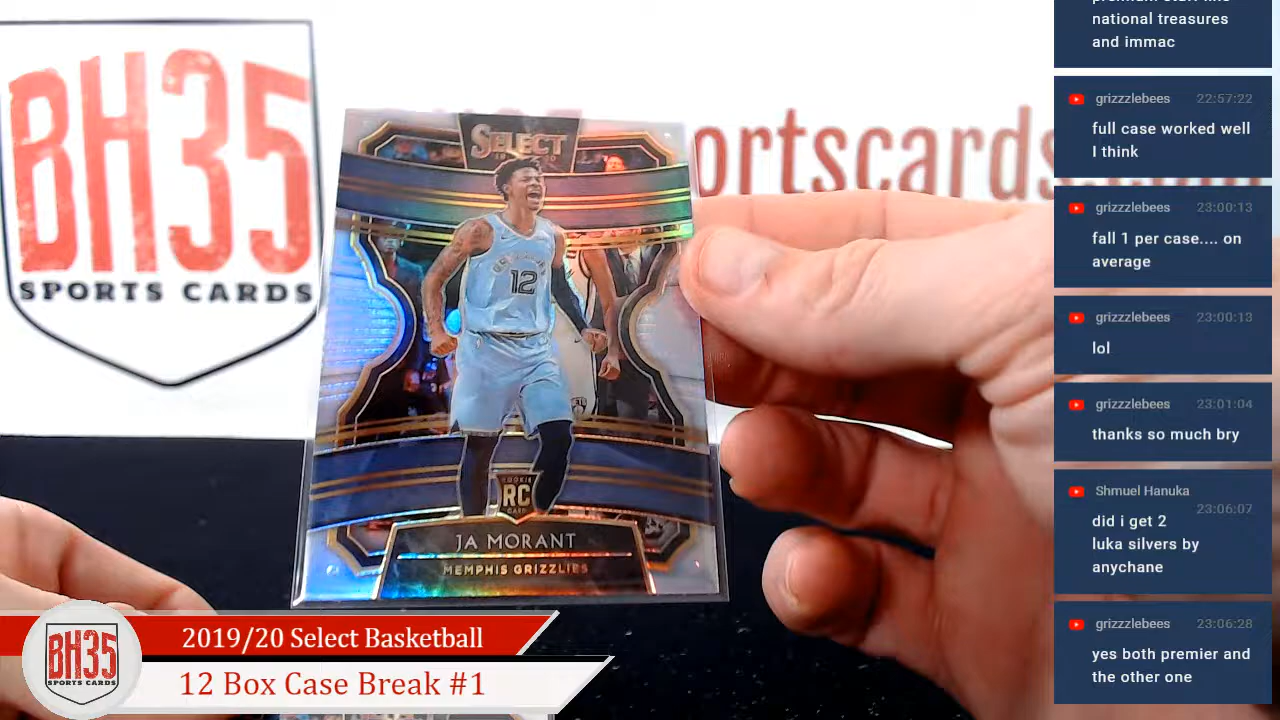 BH35
SPORTS CARDS
ortscards.com
SELECT
12
ROOKIE
RC
CARD
JA MORANT
MEMPHIS GRIZZLIES
BH35
SPORTS CARDS
2019/20 Select Basketball
12 Box Case Break #1
national treasures
and immac
grizzzlebees 22:57:22
full case worked well
I think
grizzzlebees 23:00:13
fall 1 per case.... on
average
grizzzlebees 23:00:13
lol
grizzzlebees 23:01:04
thanks so much bry
Shmuel Hanuka
23:06:07
did i get 2
luka silvers by
anychane
grizzzlebees 23:06:28
yes both premier and
the other one